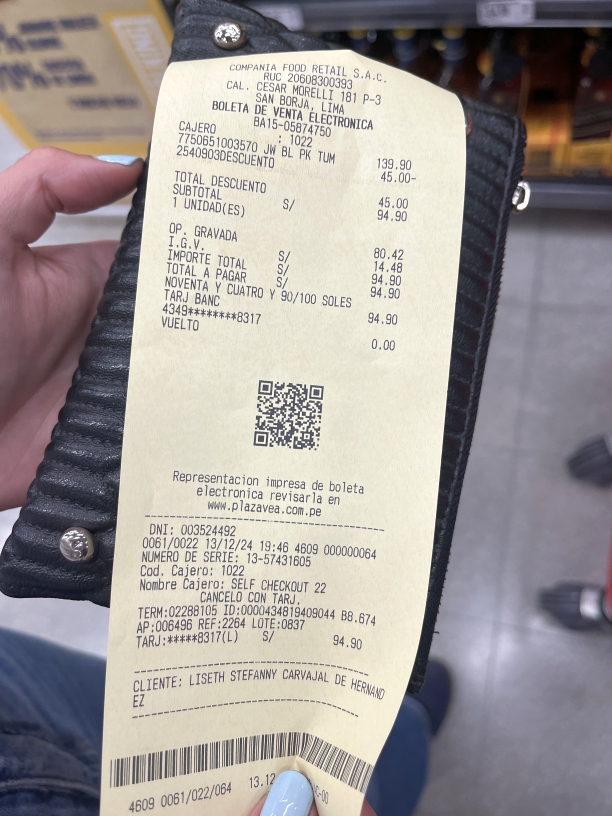 COMPANIA FOOD RETAIL S.A.C.
RUC 20608300393
CAL. CESAR MORELLI 181 P-3
SAN BORJA, LIMA
BOLETA DE VENTA ELECTRONICA
BA15-05874750
CAJERO : 1022
7750651003570 JW BL PK TUM 139.90
2540903DESCUENTO 45.00-
TOTAL DESCUENTO 45.00
SUBTOTAL S/ 94.90
1 UNIDAD(ES)
OP. GRAVADA S/ 80.42
I.G.V. S/ 14.48
IMPORTE TOTAL S/ 94.90
TOTAL A PAGAR S/ 94.90
NOVENTA Y CUATRO Y 90/100 SOLES
TARJ BANC 94.90
4349********8317
VUELTO 0.00
Representacion impresa de boleta
electronica revisarla en
www.plazavea.com.pe
DNI: 003524492
0061/0022 13/12/24 19:46 4609 000000064
NUMERO DE SERIE: 13-57431605
Cod. Cajero: 1022
Nombre Cajero: SELF CHECKOUT 22
CANCELO CON TARJ.
TERM:02288105 ID:0000434819409044 B8.674
AP:006496 REF:2264 LOTE:0837
TARJ:*****8317(L) S/ 94.90
CLIENTE: LISETH STEFANNY CARVAJAL DE HERNAND
EZ
4609 0061/022/064 13.12